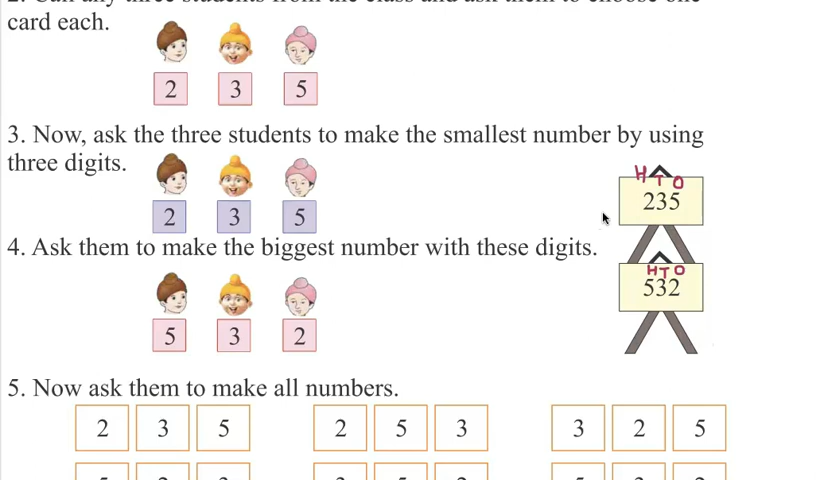 card each.
2 3 5
3. Now, ask the three students to make the smallest number by using
three digits.
H T O
235
2 3 5
4. Ask them to make the biggest number with these digits.
H T O
532
5 3 2
5. Now ask them to make all numbers.
2 3 5 2 5 3 3 2 5